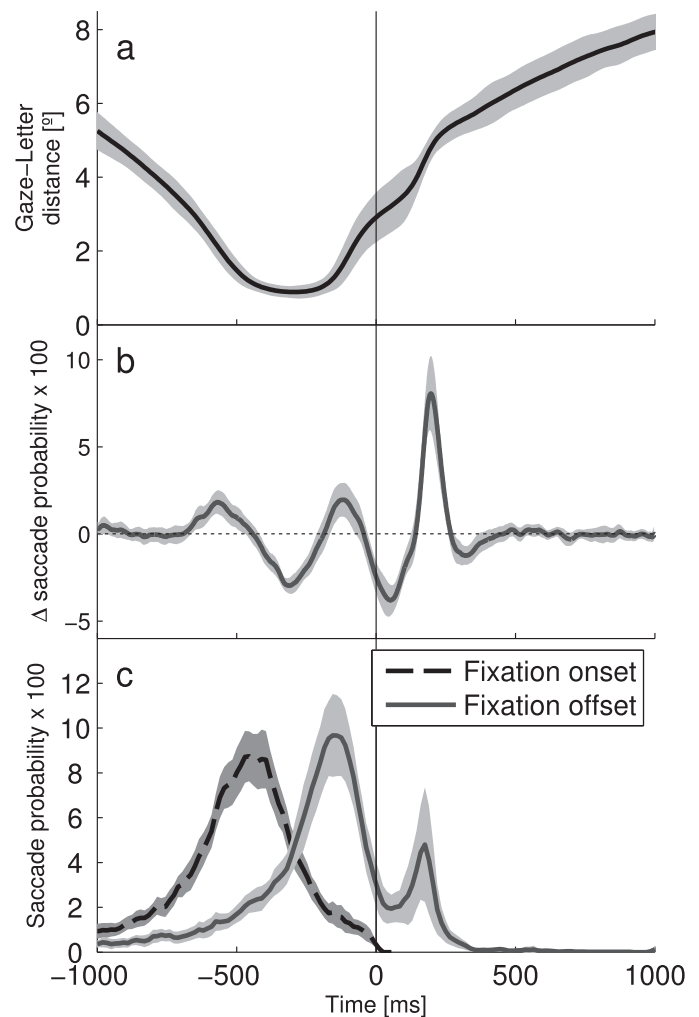 a
8
6
4
2
0
Gaze−Letter
distance [º]
b
10
5
0
−5
Δ saccade probability x 100
c
Fixation onset
Fixation offset
12
10
8
6
4
2
0
Saccade probability x 100
−1000 −500 0 500 1000
Time [ms]